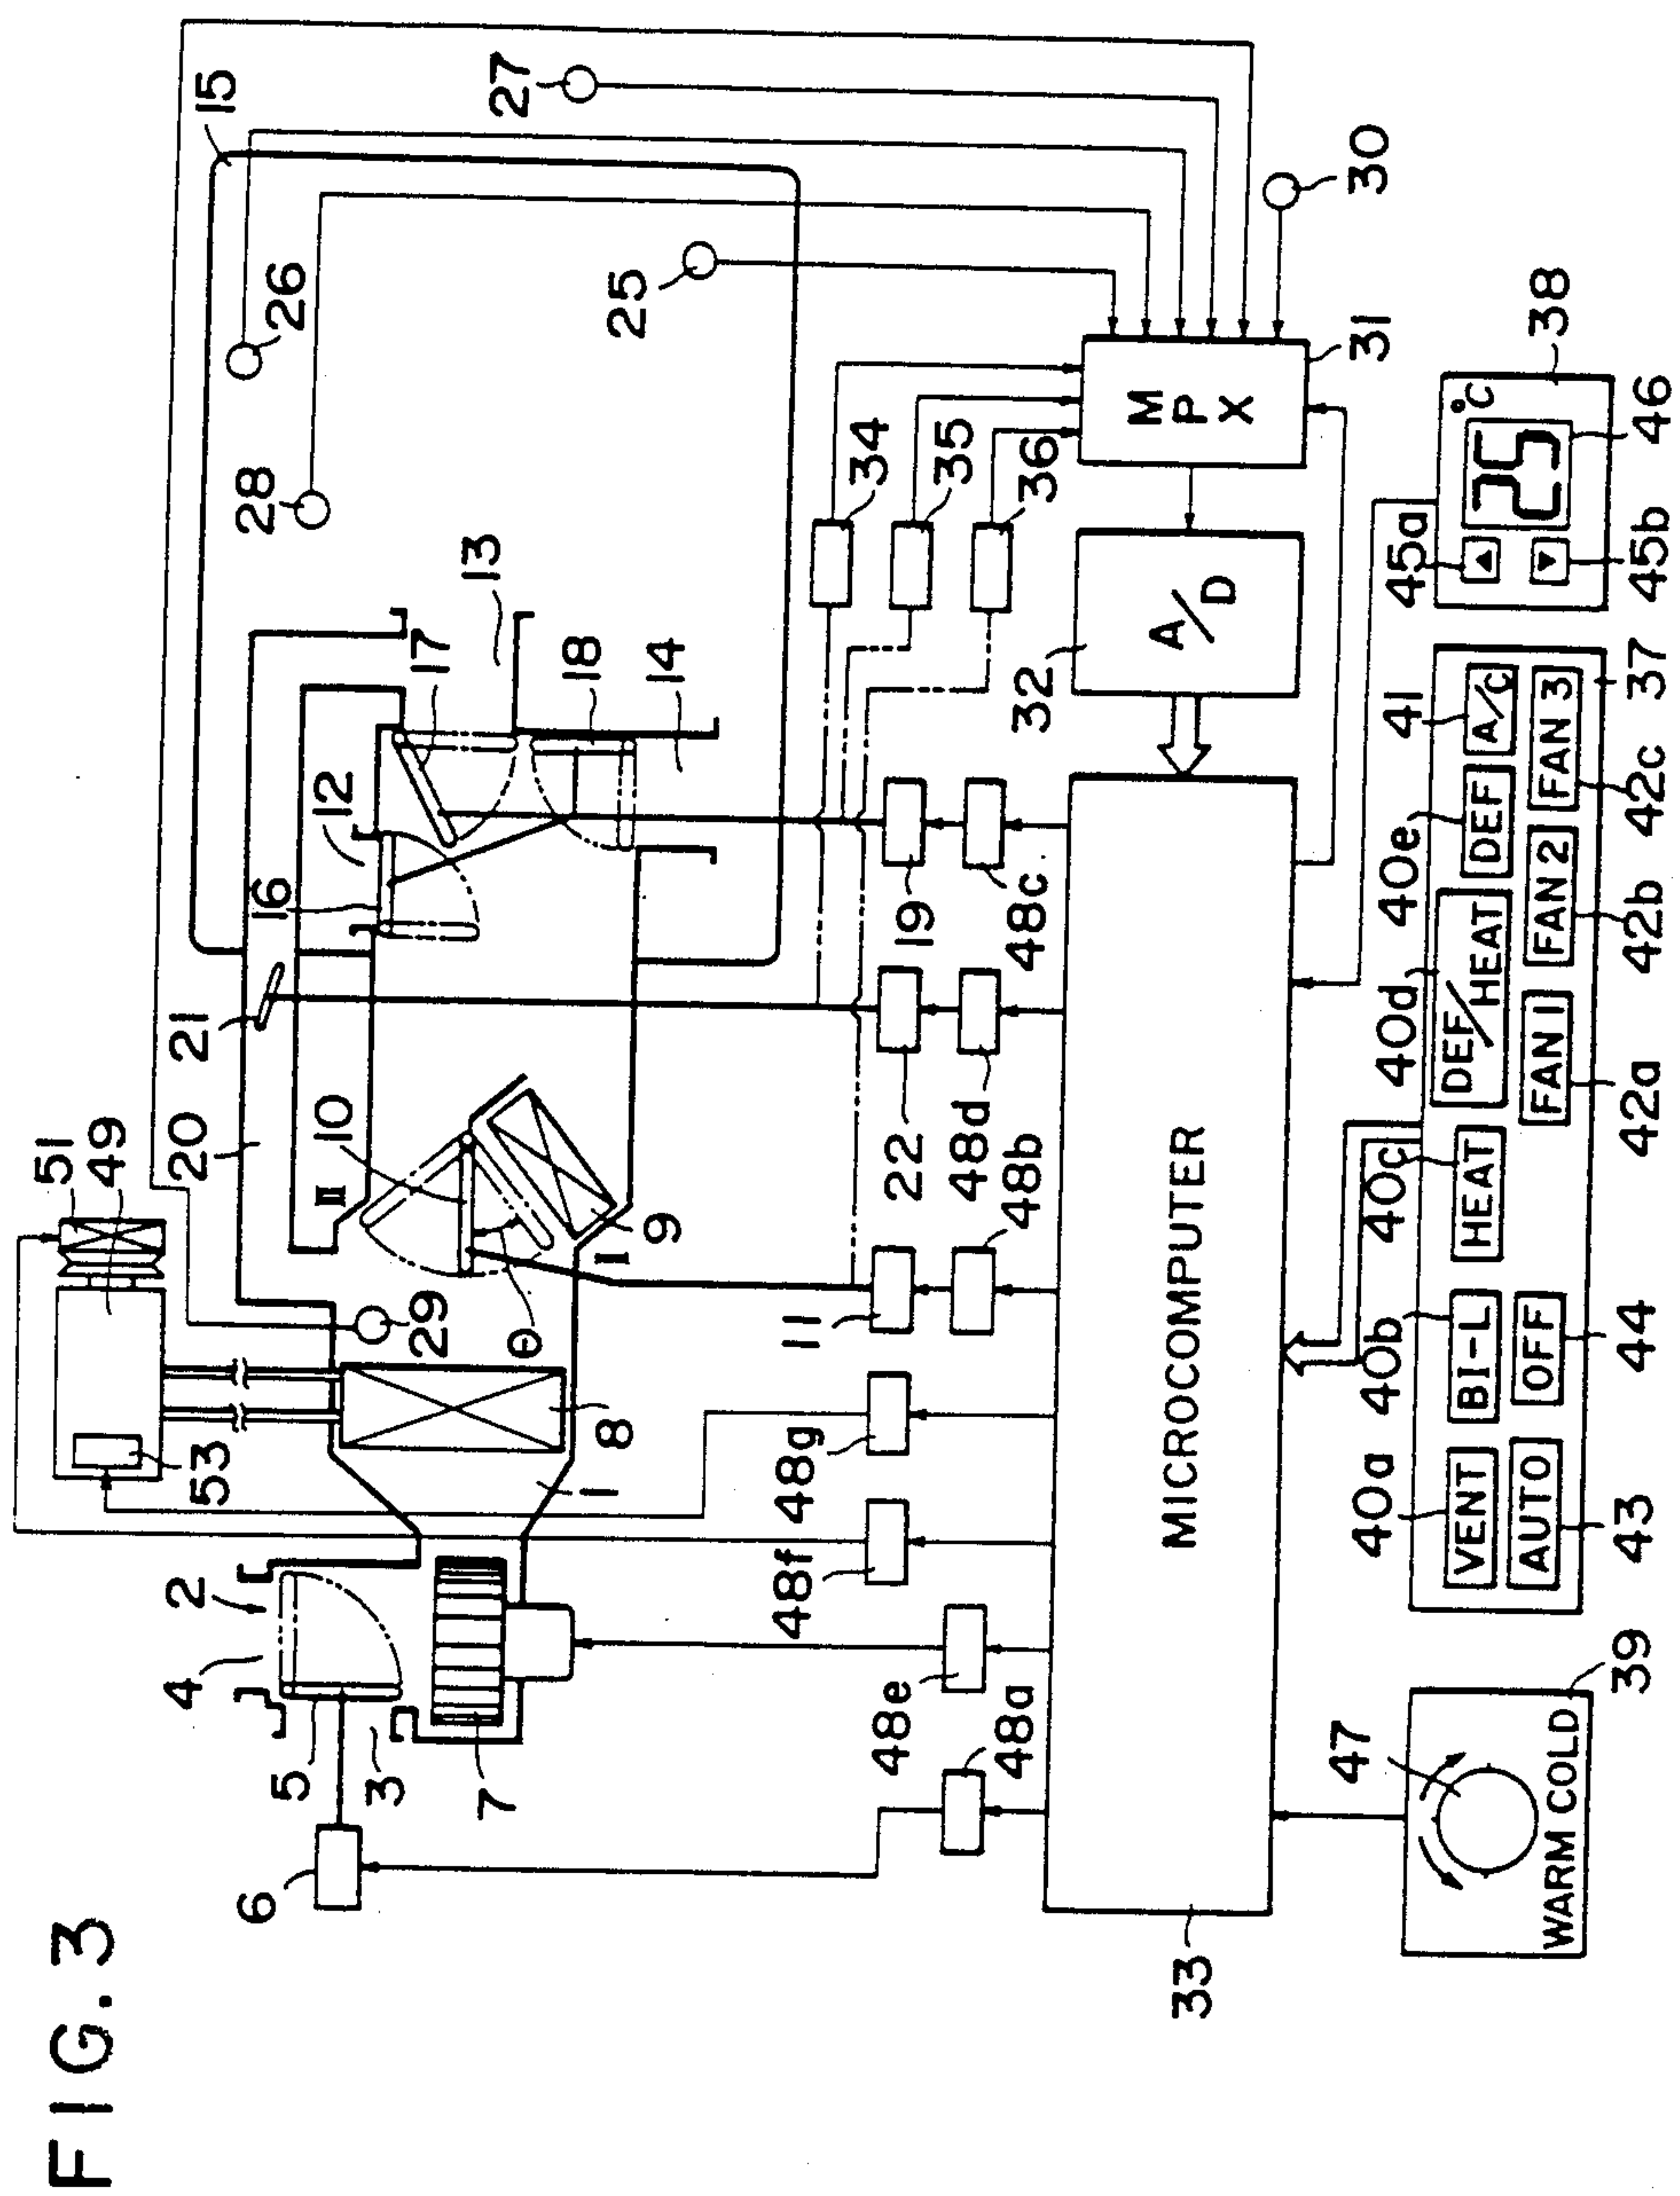 FIG. 3
51
49
53
15
27
26
28
25
30
2
4
5
3
6
7
1
8
29
20
21
II
10
θ
I
9
16
12
17
13
18
14
11
22
19
34
35
36
48a
48e
48f
48g
48b
48d
48c
MPX
31
A/D
32
MICROCOMPUTER
33
39
47
WARM COLD
40a
40b
40c
40d
40e
41
VENT
BI-L
HEAT
DEF/HEAT
DEF
A/C
AUTO
OFF
FAN 1
FAN 2
FAN 3
43
44
42a
42b
42c
37
45a
45b
▲
▼
25
°C
46
38